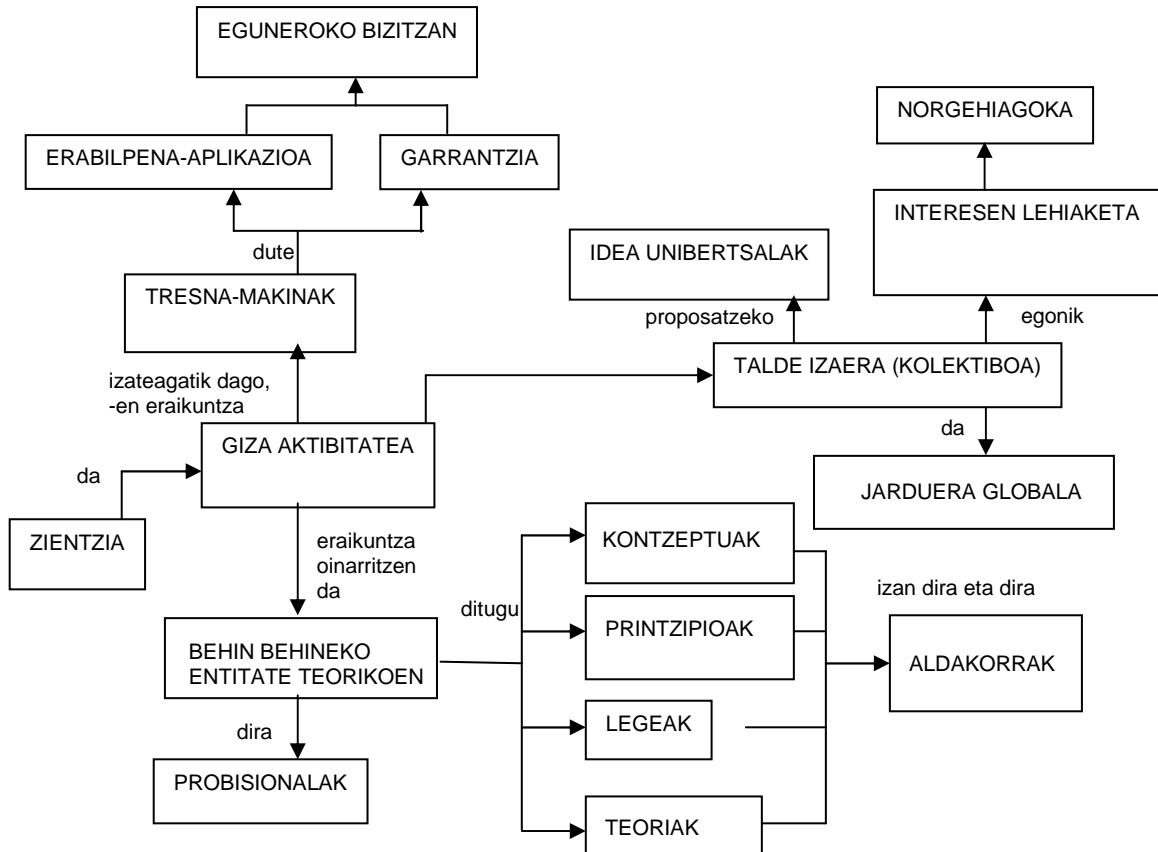 EGUNEROKO BIZITZAN
NORGEHIAGOKA
ERABILPENA-APLIKAZIOA
GARRANTZIA
INTERESEN LEHIAKETA
dute
IDEA UNIBERTSALAK
TRESNA-MAKINAK
proposatzeko
egonik
izateagatik dago,
-en eraikuntza
TALDE IZAERA (KOLEKTIBOA)
GIZA AKTIBITATEA
da
da
JARDUERA GLOBALA
ZIENTZIA
eraikuntza
oinarritzen
da
KONTZEPTUAK
izan dira eta dira
ditugu
PRINTZIPIOAK
BEHIN BEHINEKO
ENTITATE TEORIKOEN
ALDAKORRAK
dira
LEGEAK
PROBISIONALAK
TEORIAK